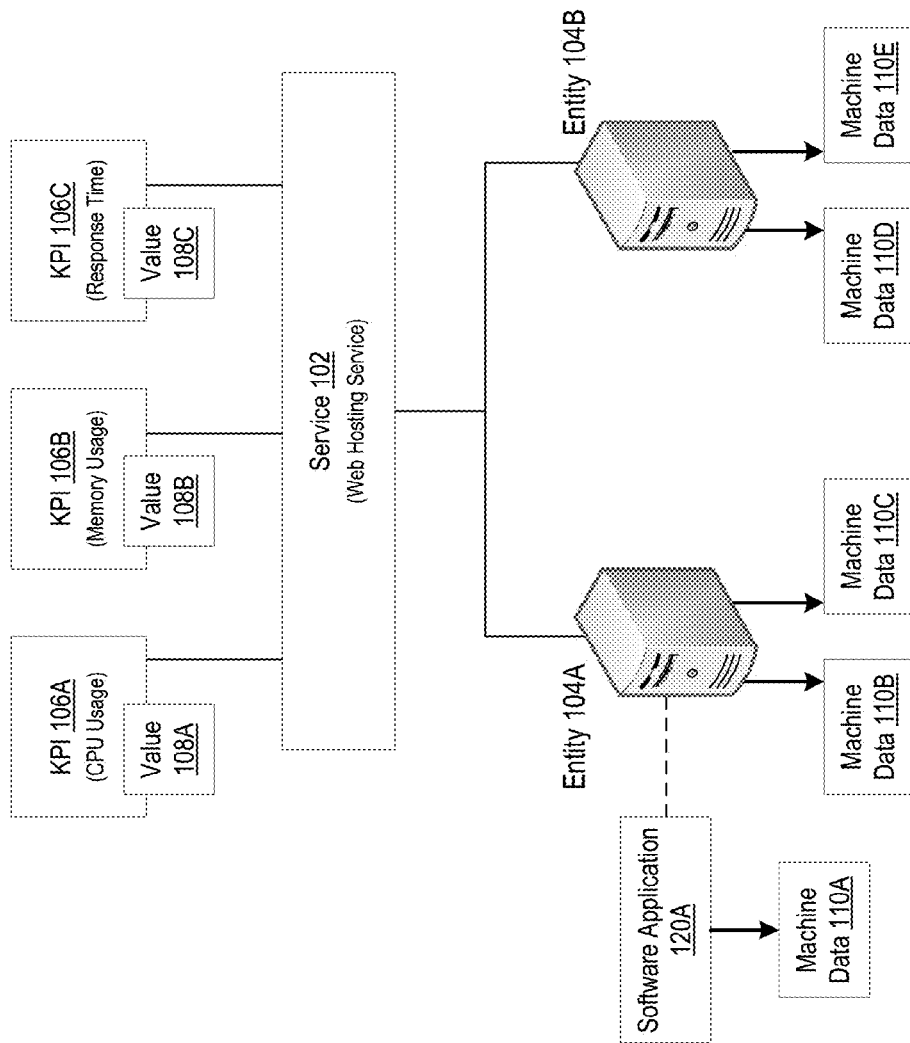 KPI 106A
(CPU Usage)
Value
108A
KPI 106B
(Memory Usage)
Value
108B
KPI 106C
(Response Time)
Value
108C
Service 102
(Web Hosting Service)
Entity 104A
Entity 104B
Software Application
120A
Machine
Data 110A
Machine
Data 110B
Machine
Data 110C
Machine
Data 110D
Machine
Data 110E